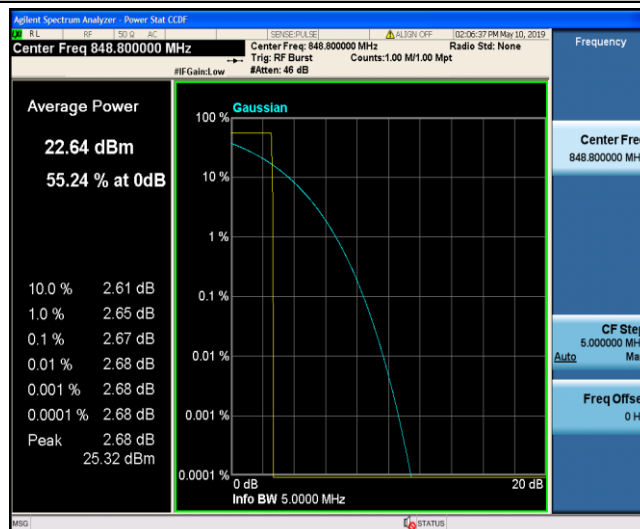 Agilent Spectrum Analyzer - Power Stat CCDF
RL RF 50 Ω AC SENSE:PULSE ALIGN OFF 02:06:37 PM May 10, 2019
Center Freq 848.800000 MHz
Center Freq: 848.800000 MHz Radio Std: None
Trig: RF Burst Counts:1.00 M/1.00 Mpt
#IFGain:Low #Atten: 46 dB
Frequency
Average Power
22.64 dBm
55.24 % at 0dB
10.0 % 2.61 dB
1.0 % 2.65 dB
0.1 % 2.67 dB
0.01 % 2.68 dB
0.001 % 2.68 dB
0.0001 % 2.68 dB
Peak 2.68 dB
25.32 dBm
Gaussian
100 %
10 %
1 %
0.1 %
0.01 %
0.001 %
0.0001 %
0 dB 20 dB
Info BW 5.0000 MHz
Center Fre
848.800000 MH
CF Step
5.000000 MH
Auto Ma
Freq Offse
0 H
MSG STATUS